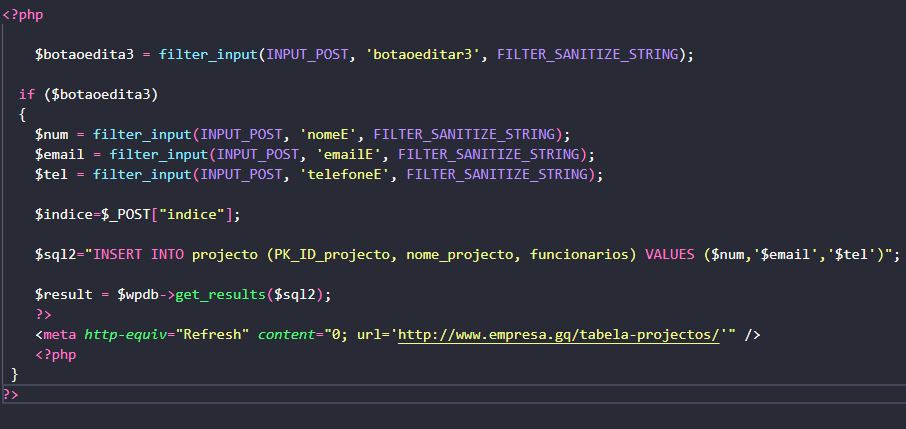 <?php
$botaoedita3 = filter_input(INPUT_POST, 'botaoeditar3', FILTER_SANITIZE_STRING);
if ($botaoedita3)
{
$num = filter_input(INPUT_POST, 'nomeE', FILTER_SANITIZE_STRING);
$email = filter_input(INPUT_POST, 'emailE', FILTER_SANITIZE_STRING);
$tel = filter_input(INPUT_POST, 'telefoneE', FILTER_SANITIZE_STRING);
$indice=$_POST["indice"];
$sql2="INSERT INTO projecto (PK_ID_projecto, nome_projecto, funcionarios) VALUES ($num,'$email','$tel')";
$result = $wpdb->get_results($sql2);
?>
<meta http-equiv="Refresh" content="0; url='http://www.empresa.gq/tabela-projectos/'" />
<?php
}
?>